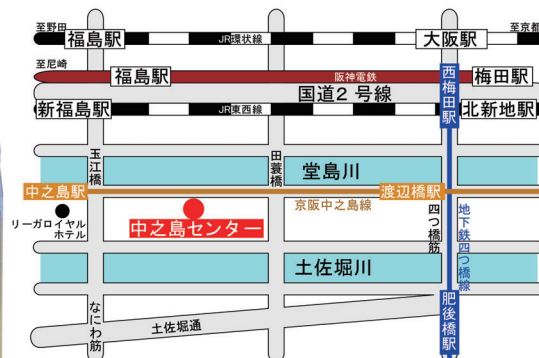 至野田
至京都
福島駅
JR環状線
大阪駅
至尼崎
福島駅
阪神電鉄
西梅田駅
梅田駅
国道2号線
新福島駅
JR東西線
北新地駅
玉江橋
田蓑橋
堂島川
中之島駅
渡辺橋駅
京阪中之島線
リーガロイヤル
ホテル
中之島センター
四つ橋筋
地下鉄四つ橋線
土佐堀川
なにわ筋
土佐堀通
肥後橋駅